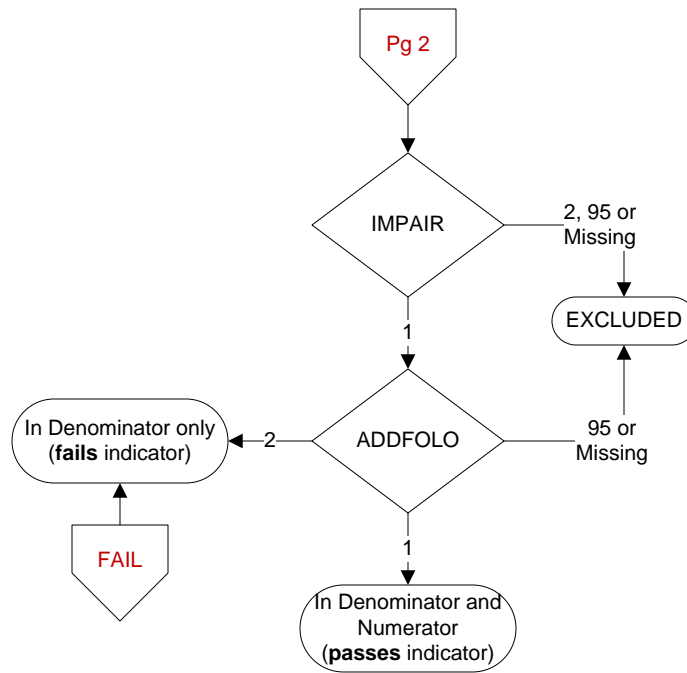 Pg 2
IMPAIR
2, 95 or
Missing
EXCLUDED
1
In Denominator only
(fails indicator)
2
ADDFOLO
95 or
Missing
FAIL
1
In Denominator and
Numerator
(passes indicator)